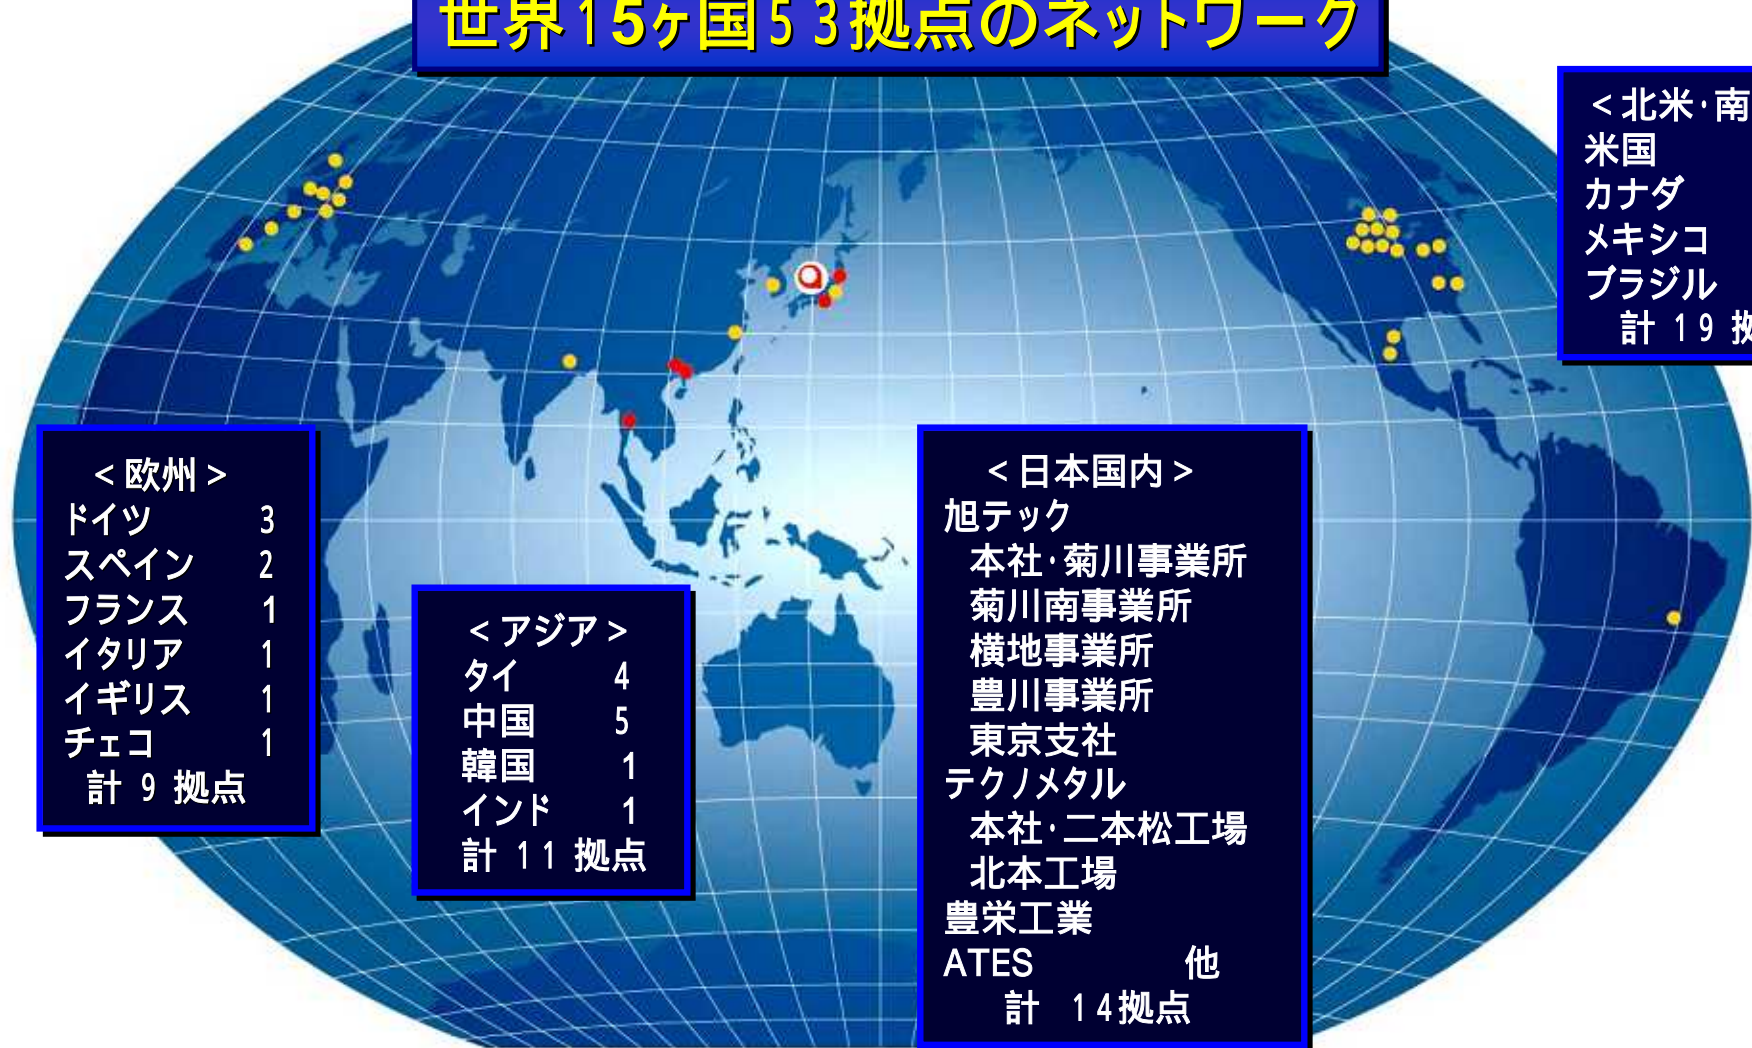 世界15ヶ国53拠点のネットワーク
<北米･南
米国
カナダ
メキシコ
ブラジル
計 19 拠
<欧州>
ドイツ 3
スペイン 2
フランス 1
イタリア 1
イギリス 1
チェコ 1
計 9 拠点
<アジア>
タイ 4
中国 5
韓国 1
インド 1
計 11 拠点
<日本国内>
旭テック
本社･菊川事業所
菊川南事業所
横地事業所
豊川事業所
東京支社
テクノメタル
本社･二本松工場
北本工場
豊栄工業
ATES 他
計 14拠点